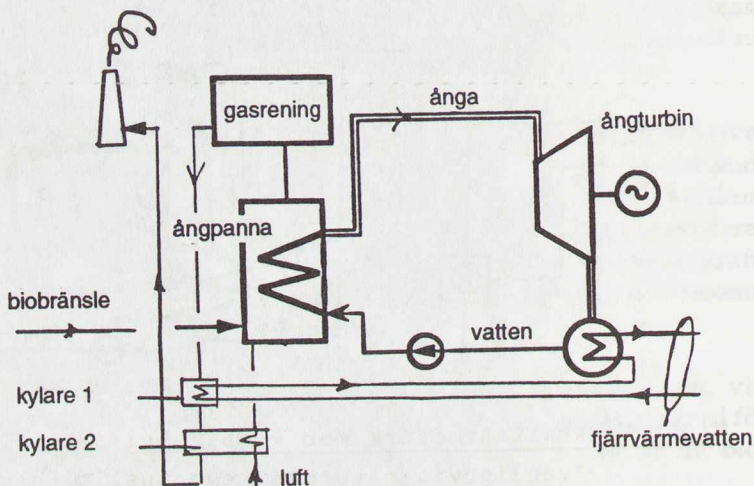 gasrening
ånga
ångturbin
ångpanna
biobränsle
vatten
kylare 1
kylare 2
luft
fjärrvärmevatten